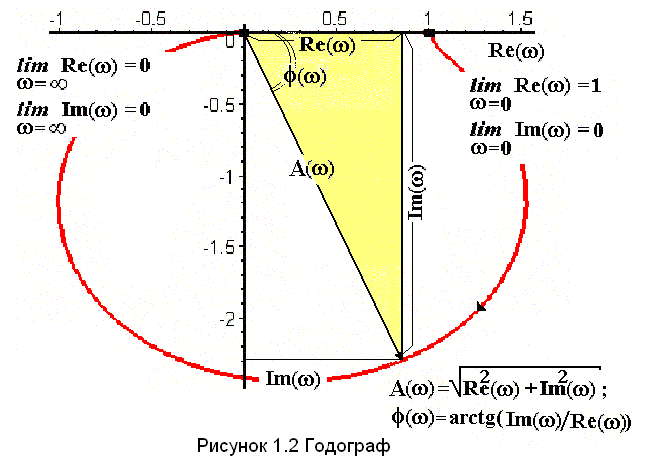 -1 -0.5 0 0.5 1 1.5
Re(ω)
Re(ω)
ϕ(ω)
lim Re(ω) = 0
ω=∞
lim Im(ω) = 0
ω=∞
lim Re(ω) =1
ω=0
lim Im(ω) = 0
ω=0
-0.5
-1
-1.5
-2
A(ω)
Im(ω)
Im(ω)
A(ω)=√Re²(ω) +Im²(ω) ;
ϕ(ω)=arctg(Im(ω)/Re(ω))
Рисунок 1.2 Годограф